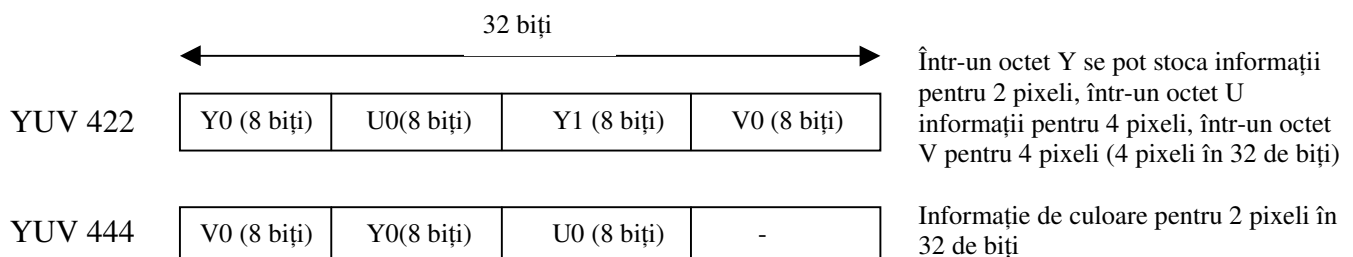 32 biți
YUV 422
Y0 (8 biți) U0(8 biți) Y1 (8 biți) V0 (8 biți)
Într-un octet Y se pot stoca informații
pentru 2 pixeli, într-un octet U
informații pentru 4 pixeli, într-un octet
V pentru 4 pixeli (4 pixeli în 32 de biți)
YUV 444
V0 (8 biți) Y0(8 biți) U0 (8 biți) -
Informație de culoare pentru 2 pixeli în
32 de biți